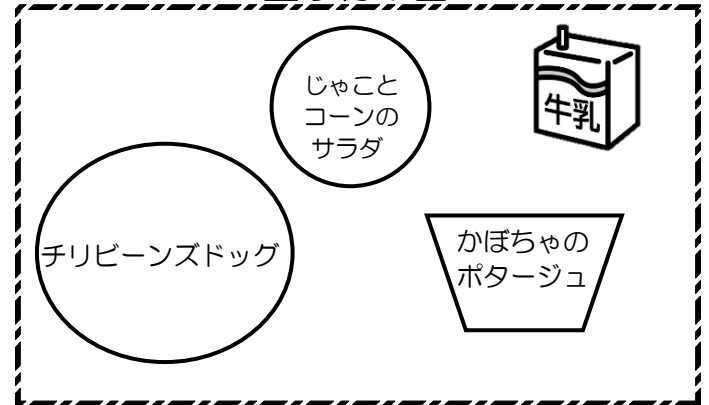 じゃこと
コーンの
サラダ
牛乳
チリビーンズドッグ
かぼちゃの
ポタージュ